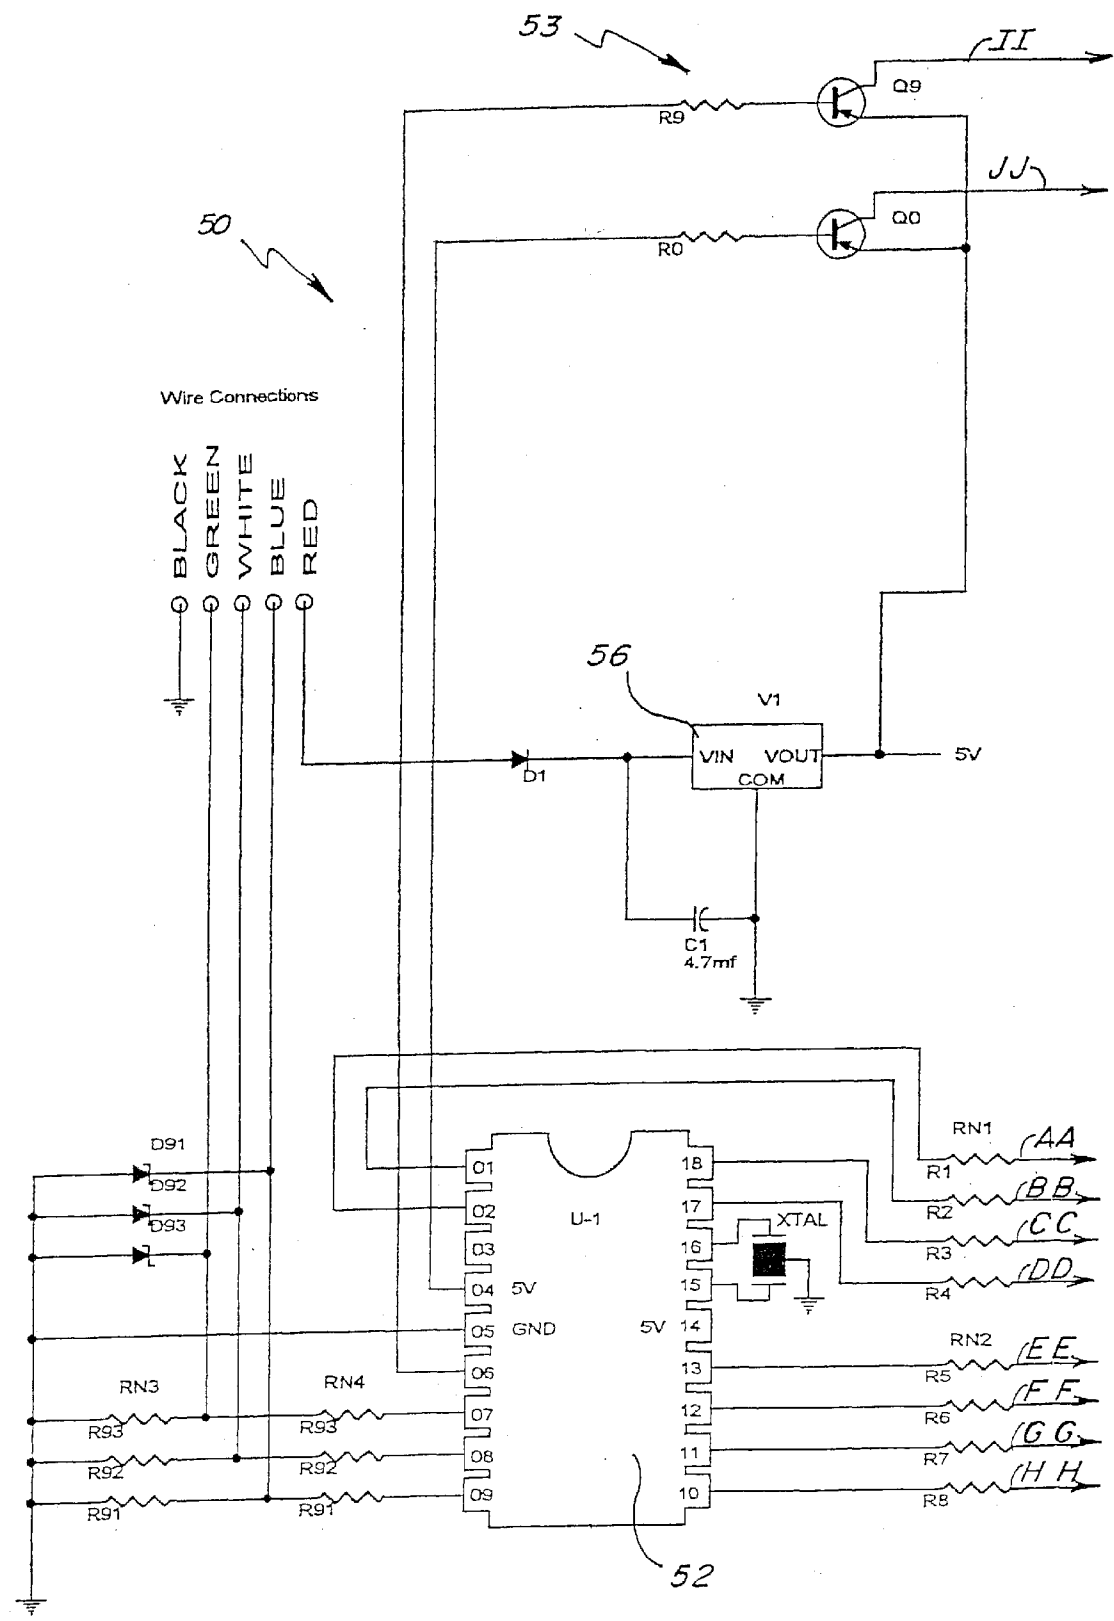 53
II
Q9
R9
JJ
50
Q0
R0
Wire Connections
BLACK
GREEN
WHITE
BLUE
RED
56
V1
VIN VOUT
5V
COM
D1
C1
4.7mf
D91
RN1
AA
01
18
R1
D92
BB
02
17
R2
U-1
XTAL
D93
CC
03
16
R3
DD
04
5V
15
R4
05
GND
5V
14
RN2
EE
06
13
R5
RN3
RN4
FF
07
12
R6
R93
R93
GG
08
11
R7
R92
R92
HH
09
10
R8
R91
R91
52